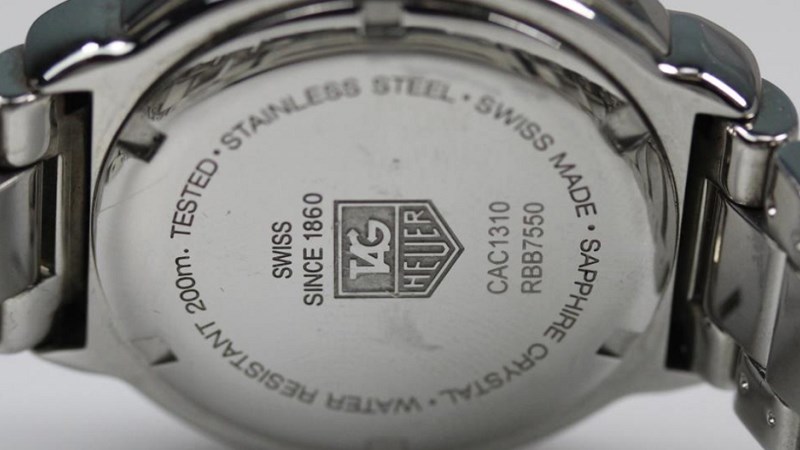 STAINLESS STEEL · SWISS MADE · SAPPHIRE CRYSTAL · WATER RESISTANT 200m. TESTED ·
SWISS
SINCE 1860
TAG
HEUER
CAC1310
RBB7550